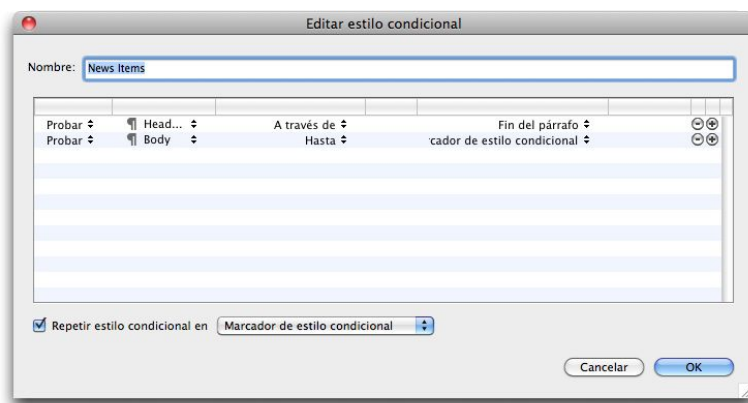 Editar estilo condicional
Nombre: News Items
Probar ¶ Head... A través de Fin del párrafo
Probar ¶ Body Hasta rcador de estilo condicional
Repetir estilo condicional en Marcador de estilo condicional
Cancelar OK